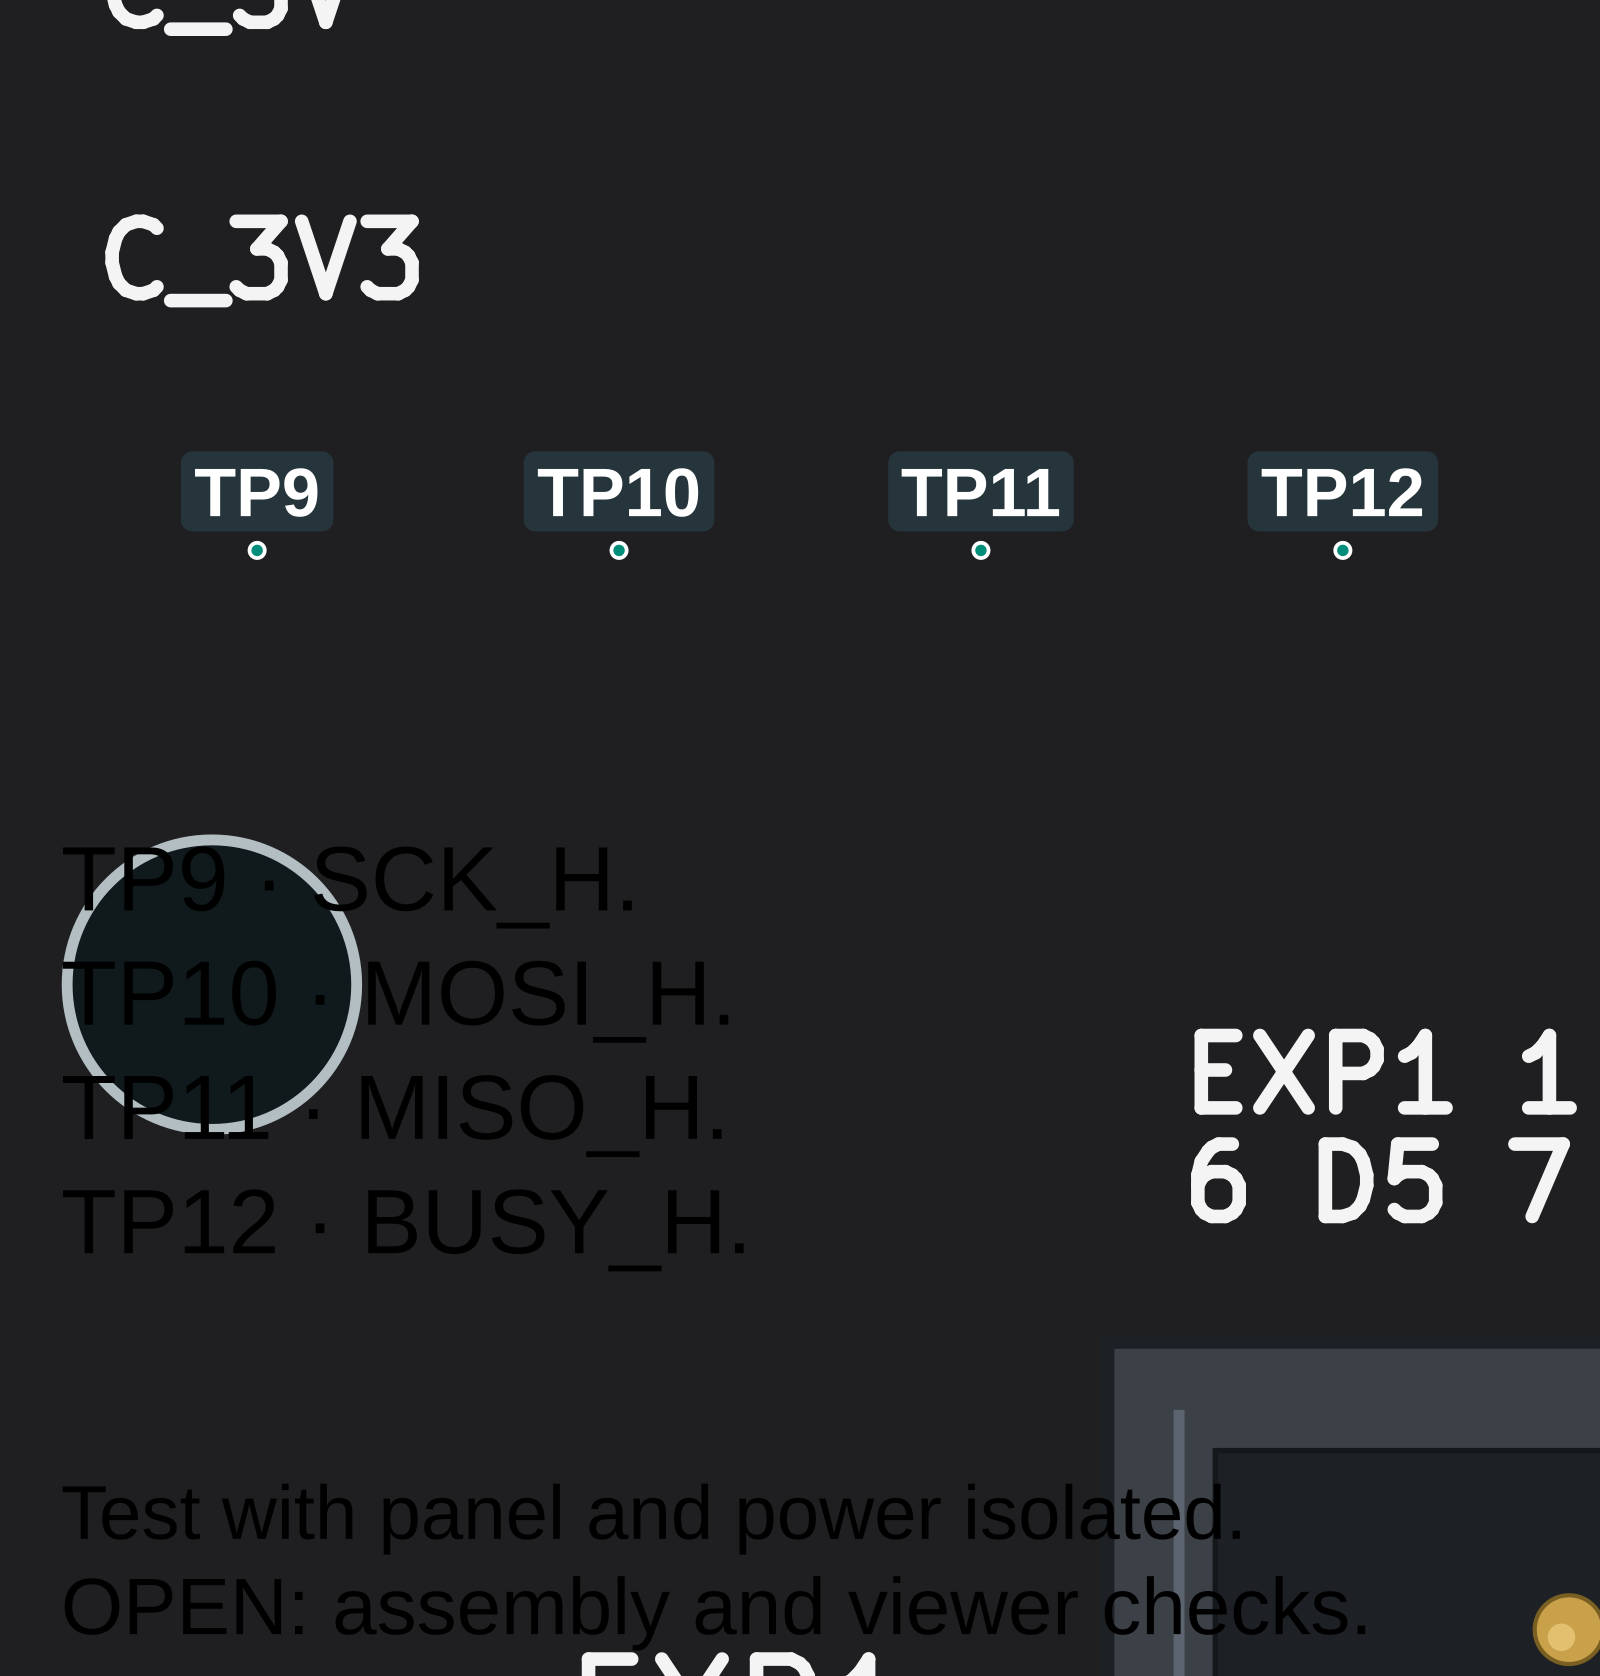 C_3V3
TP9 TP10 TP11 TP12
TP9 · SCK_H.
TP10 · MOSI_H.
TP11 · MISO_H.
TP12 · BUSY_H.
EXP1 1
6 D5 7
Test with panel and power isolated.
OPEN: assembly and viewer checks.
EXP1